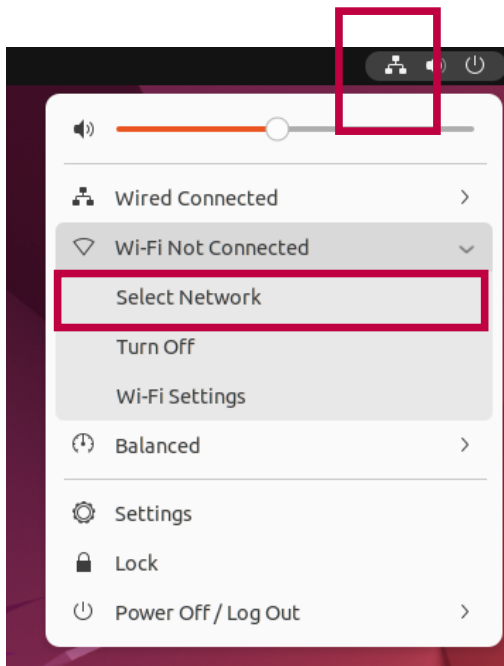 Wired Connected
Wi-Fi Not Connected
Select Network
Turn Off
Wi-Fi Settings
Balanced
Settings
Lock
Power Off / Log Out